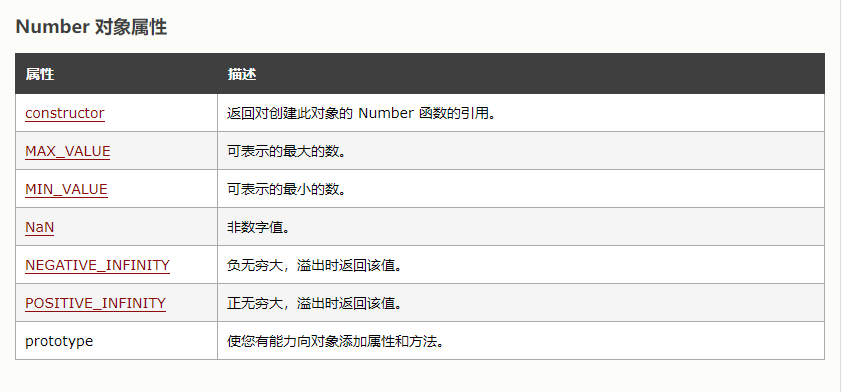 Number 对象属性
属性 描述
constructor 返回对创建此对象的 Number 函数的引用。
MAX_VALUE 可表示的最大的数。
MIN_VALUE 可表示的最小的数。
NaN 非数字值。
NEGATIVE_INFINITY 负无穷大，溢出时返回该值。
POSITIVE_INFINITY 正无穷大，溢出时返回该值。
prototype 使您有能力向对象添加属性和方法。